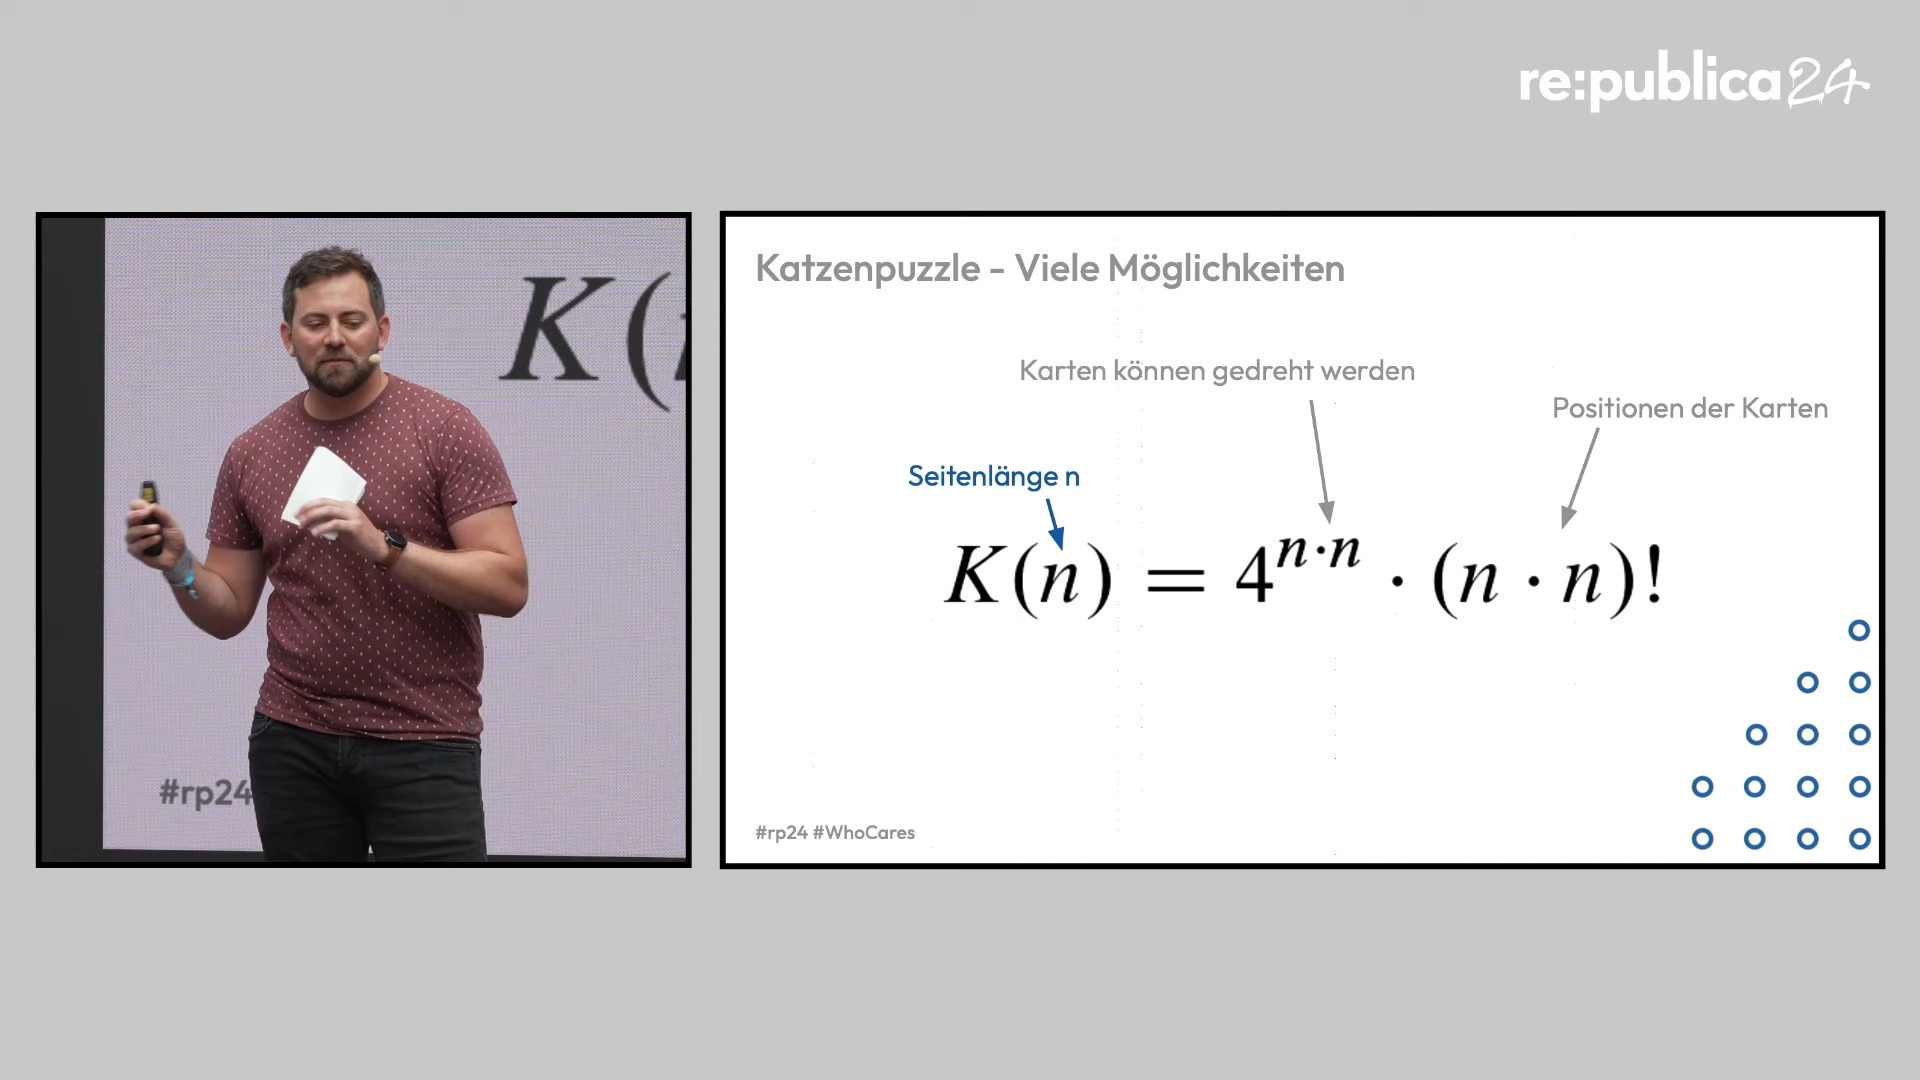 re:publica24
K(
#rp24
Katzenpuzzle - Viele Möglichkeiten
Karten können gedreht werden
Positionen der Karten
Seitenlänge n
K(n) = 4^{n·n} · (n · n)!
#rp24 #WhoCares